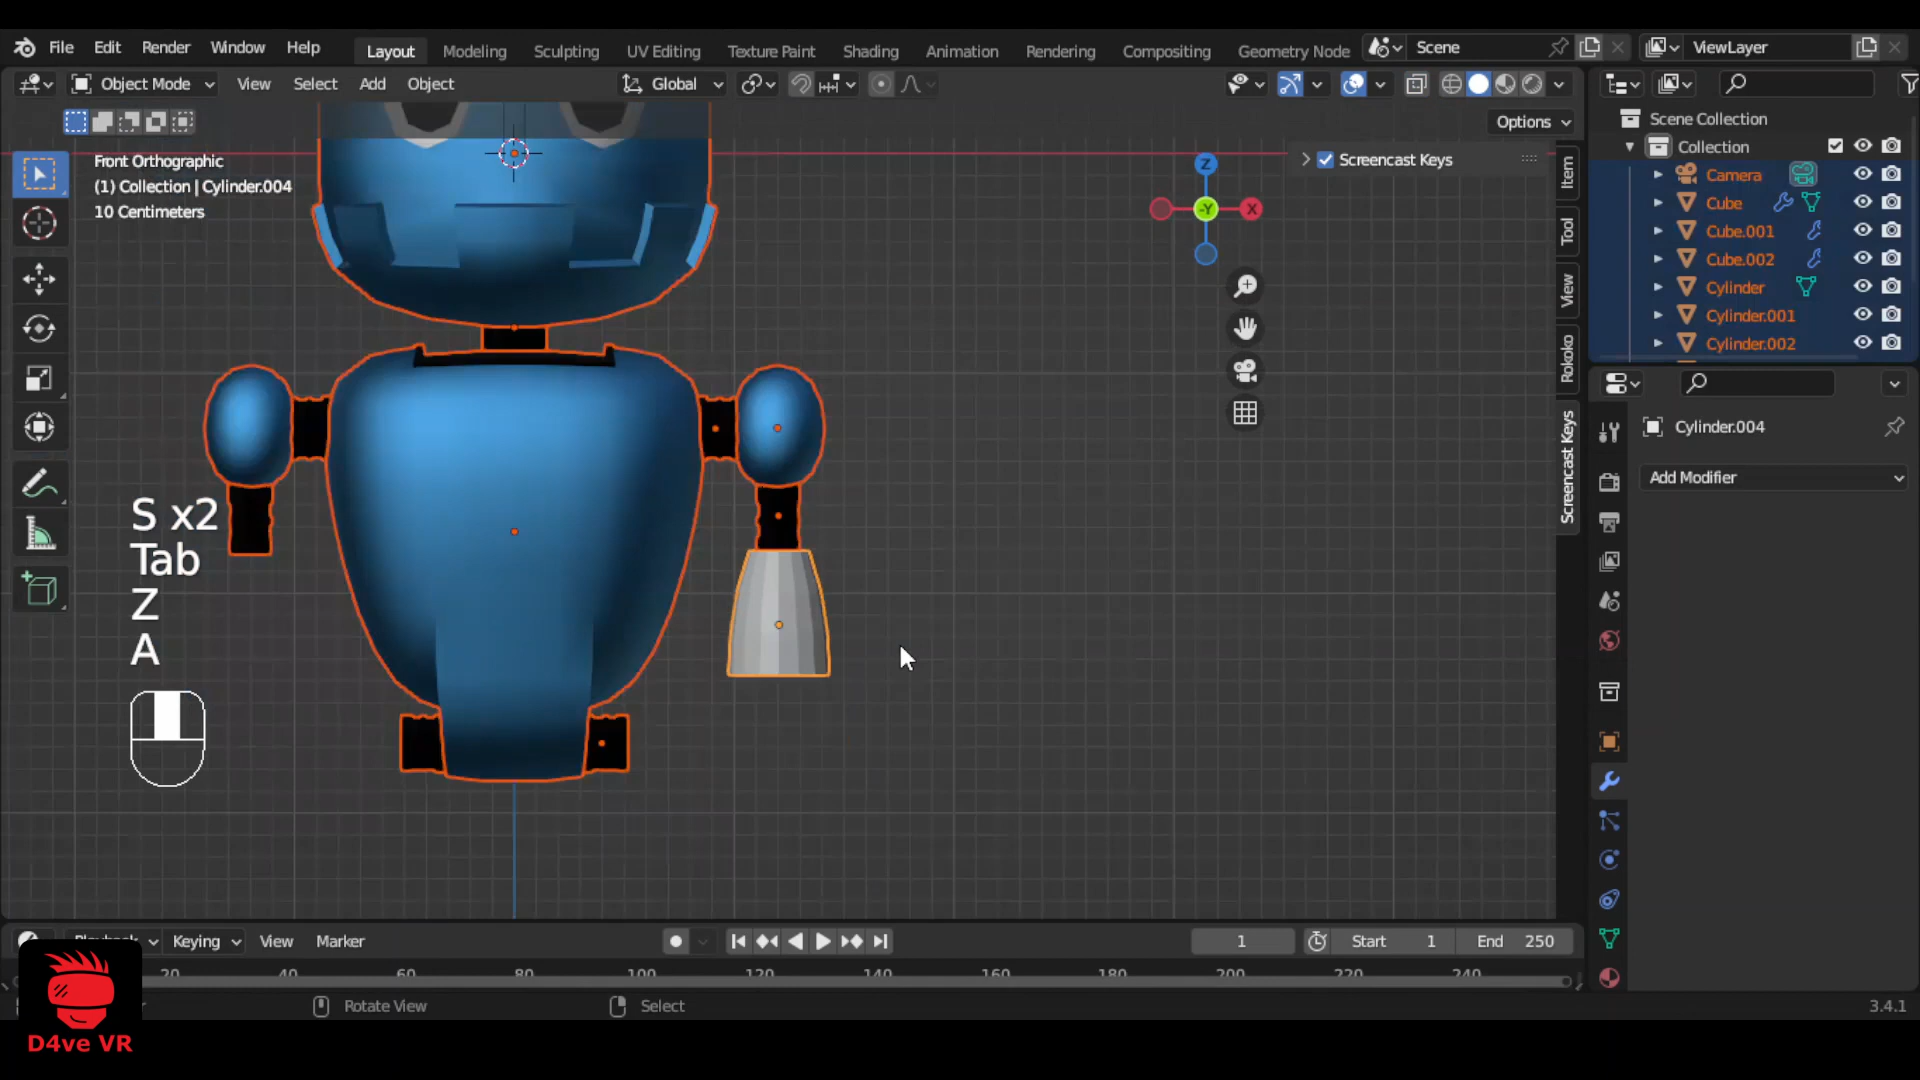 File Edit Render Window Help Layout Modeling Sculpting UV Editing Texture Paint Shading Animation Rendering Compositing Geometry Node Scene ViewLayer
Object Mode View Select Add Object Global
Options
Front Orthographic
(1) Collection | Cylinder.004
10 Centimeters
Screencast Keys
Z
-Y
X
Item
Tool
View
Rokoko
Screencast Keys
S x2
Tab
Z
A
Scene Collection
Collection
Camera
Cube
Cube.001
Cube.002
Cylinder
Cylinder.001
Cylinder.002
Cylinder.004
Add Modifier
Playback Keying View Marker 1 Start 1 End 250
20 40 60 80 100 120 140 160 180 200 220 240
Rotate View Select 3.4.1
D4ve VR